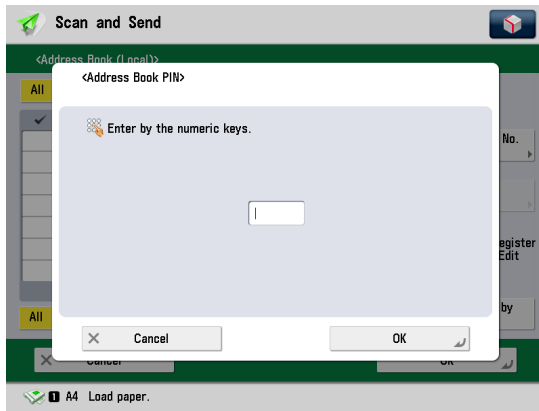 Scan and Send
<Address Book (Local)>
<Address Book PIN>
All
Enter by the numeric keys.
No.
egister
Edit
All
by
Cancel
OK
Cancel
OK
1 A4 Load paper.